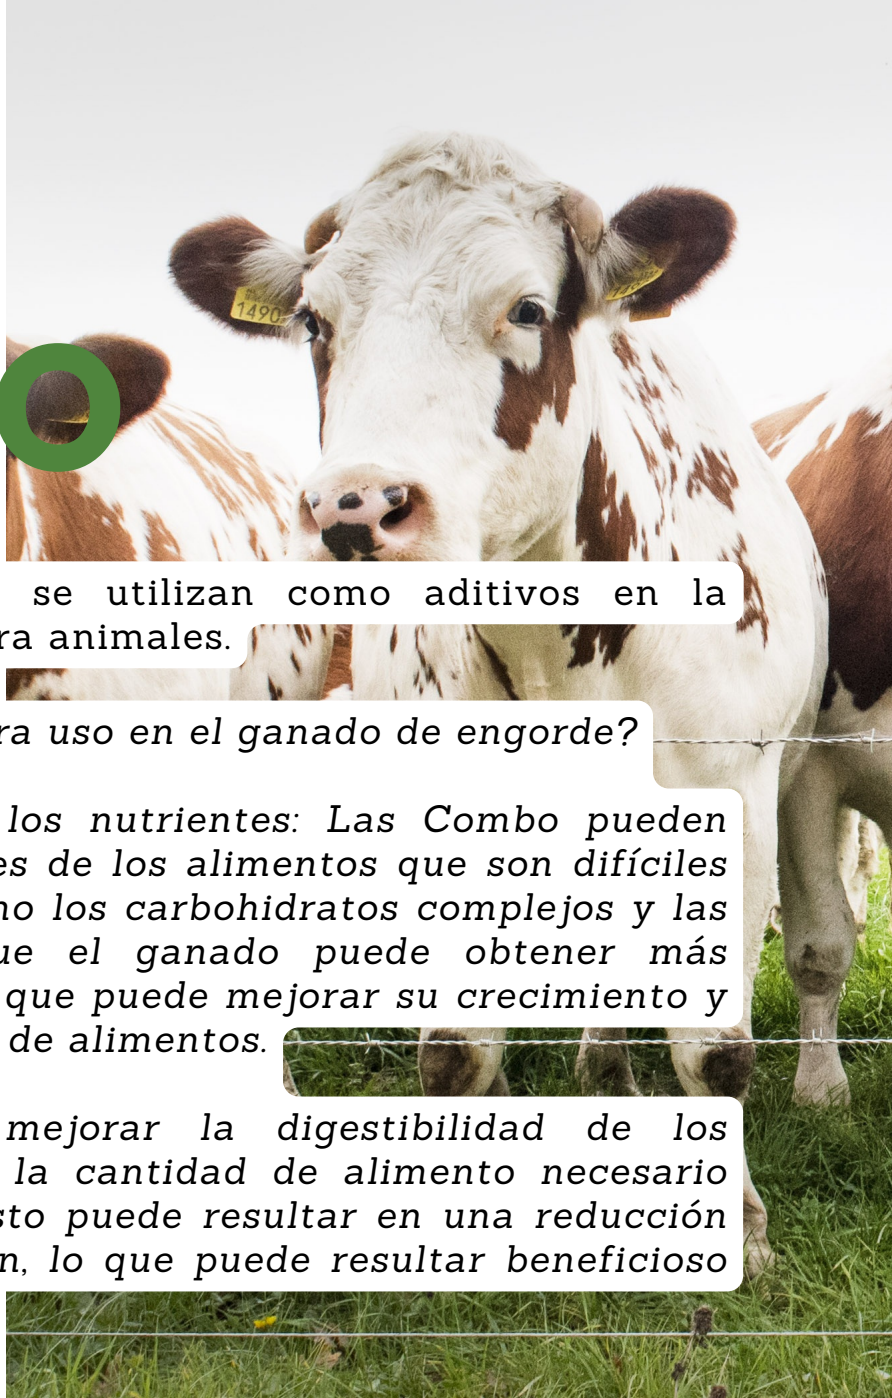 1490
O
se utilizan como aditivos en la
ra animales.
ra uso en el ganado de engorde?
los nutrientes: Las Combo pueden
es de los alimentos que son difíciles
no los carbohidratos complejos y las
ue el ganado puede obtener más
que puede mejorar su crecimiento y
de alimentos.
mejorar la digestibilidad de los
la cantidad de alimento necesario
sto puede resultar en una reducción
n, lo que puede resultar beneficioso